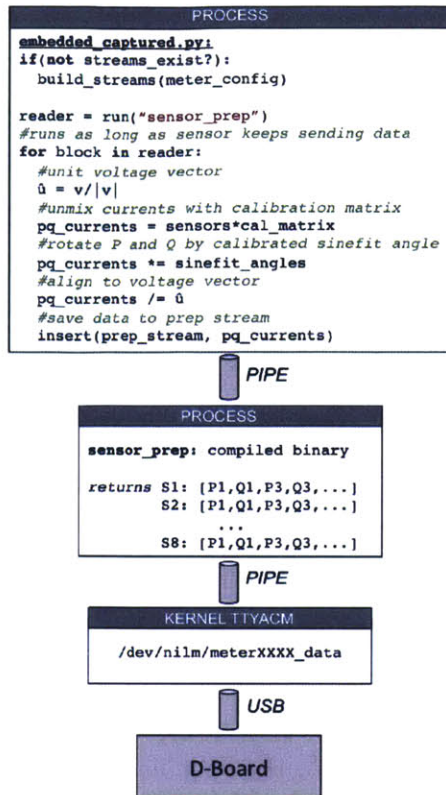 PROCESS
embedded_captured.py:
if(not streams_exist?):
build_streams(meter_config)
reader = run("sensor_prep")
#runs as long as sensor keeps sending data
for block in reader:
#unit voltage vector
û = v/|v|
#unmix currents with calibration matrix
pq_currents = sensors*cal_matrix
#rotate P and Q by calibrated sinefit angle
pq_currents *= sinefit_angles
#align to voltage vector
pq_currents /= û
#save data to prep stream
insert(prep_stream, pq_currents)
PIPE
PROCESS
sensor_prep: compiled binary
returns S1: [P1,Q1,P3,Q3,...]
S2: [P1,Q1,P3,Q3,...]
...
S8: [P1,Q1,P3,Q3,...]
PIPE
KERNEL TTYACM
/dev/nilm/meterXXXX_data
USB
D-Board